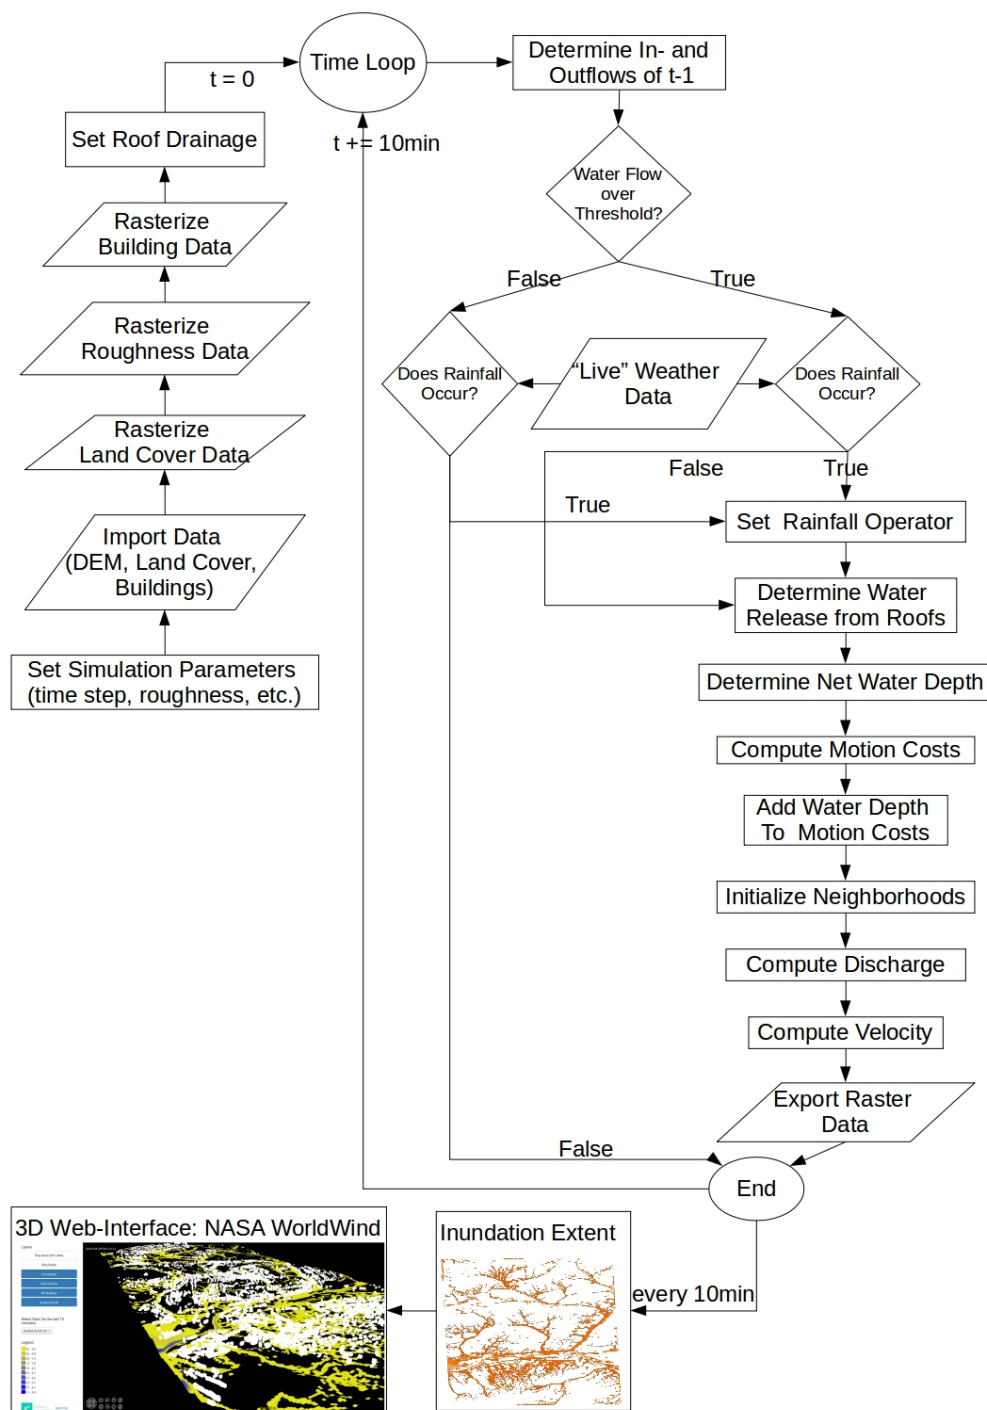 Time Loop
Determine In- and
Outflows of t-1
t = 0
Set Roof Drainage
t += 10min
Water Flow
over
Threshold?
Rasterize
Building Data
False
True
Rasterize
Roughness Data
Does Rainfall
Occur?
“Live” Weather
Data
Does Rainfall
Occur?
Rasterize
Land Cover Data
False
True
True
Set Rainfall Operator
Import Data
(DEM, Land Cover,
Buildings)
Determine Water
Release from Roofs
Set Simulation Parameters
(time step, roughness, etc.)
Determine Net Water Depth
Compute Motion Costs
Add Water Depth
To Motion Costs
Initialize Neighborhoods
Compute Discharge
Compute Velocity
Export Raster
Data
False
End
3D Web-Interface: NASA WorldWind
Inundation Extent
every 10min
Layers
Legend